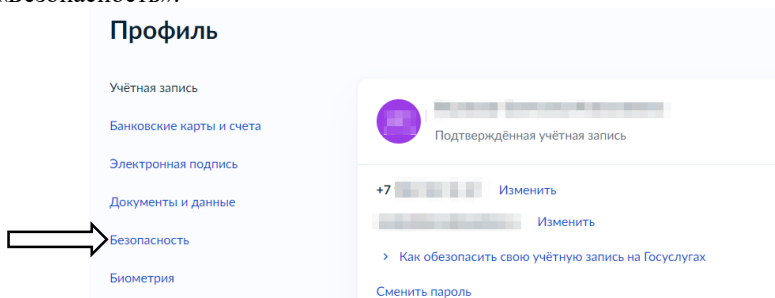 «Безопасность».
Профиль
Учётная запись
Банковские карты и счета
Электронная подпись
Документы и данные
Безопасность
Биометрия
Подтверждённая учётная запись
+7 Изменить
Изменить
Как обезопасить свою учётную запись на Госуслугах
Сменить пароль